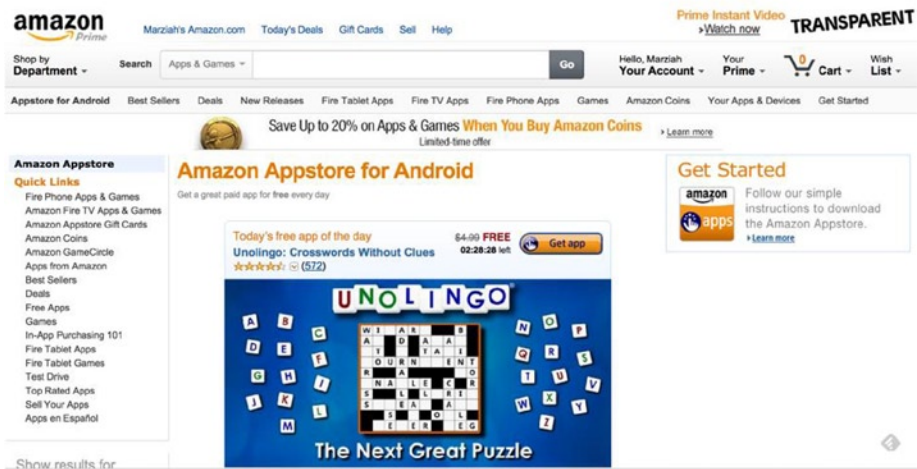 amazon
Prime
Marziah's Amazon.com Today's Deals Gift Cards Sell Help
Prime Instant Video
›Watch now
TRANSPARENT
Shop by
Department
Search
Apps & Games
Go
Hello, Marziah
Your Account
Your
Prime
0
Cart
Wish
List
Appstore for Android Best Sellers Deals New Releases Fire Tablet Apps Fire TV Apps Fire Phone Apps Games Amazon Coins Your Apps & Devices Get Started
Save Up to 20% on Apps & Games When You Buy Amazon Coins
Limited-time offer
› Learn more
Amazon Appstore
Quick Links
Fire Phone Apps & Games
Amazon Fire TV Apps & Games
Amazon Appstore Gift Cards
Amazon Coins
Amazon GameCircle
Apps from Amazon
Best Sellers
Deals
Free Apps
Games
In-App Purchasing 101
Fire Tablet Apps
Fire Tablet Games
Test Drive
Top Rated Apps
Sell Your Apps
Apps en Español
Show results for
Amazon Appstore for Android
Get a great paid app for free every day
Today's free app of the day
Unolingo: Crosswords Without Clues
(572)
$4.99 FREE
02:28:28 left
Get app
UNOLINGO
A B C
D E F
G H I
J K L
M
N O P
Q R S
T U V
W X Y
Z
The Next Great Puzzle
Get Started
amazon
apps
Follow our simple
instructions to download
the Amazon Appstore.
› Learn more